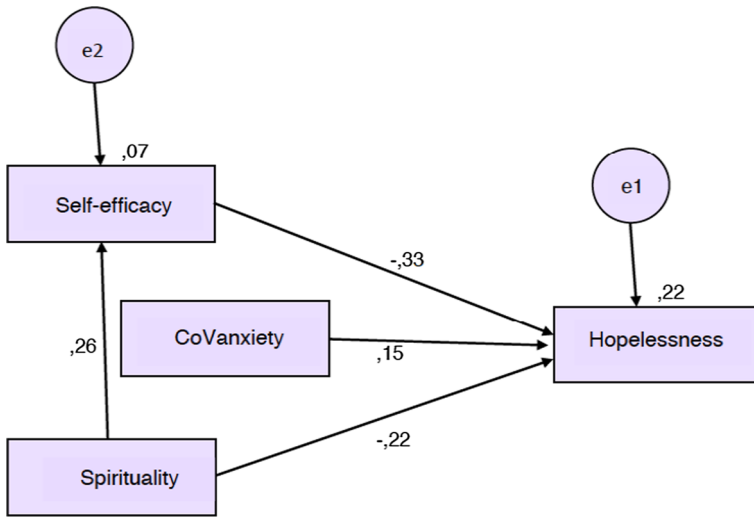 e2
,07
Self-efficacy
e1
-,33
,22
CoVanxiety
,15
Hopelessness
,26
-,22
Spirituality